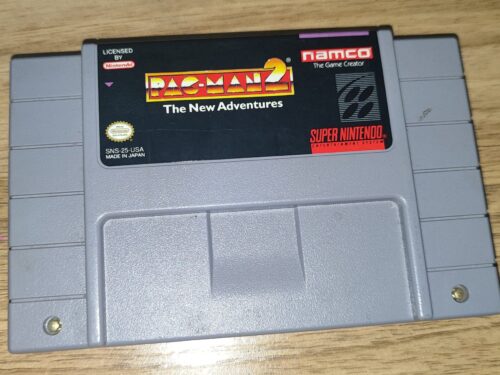 LICENSED
BY
Nintendo
PAC-MAN 2
The New Adventures
namco
The Game Creator
SNS-25-USA
MADE IN JAPAN
SUPER NINTENDO
ENTERTAINMENT SYSTEM